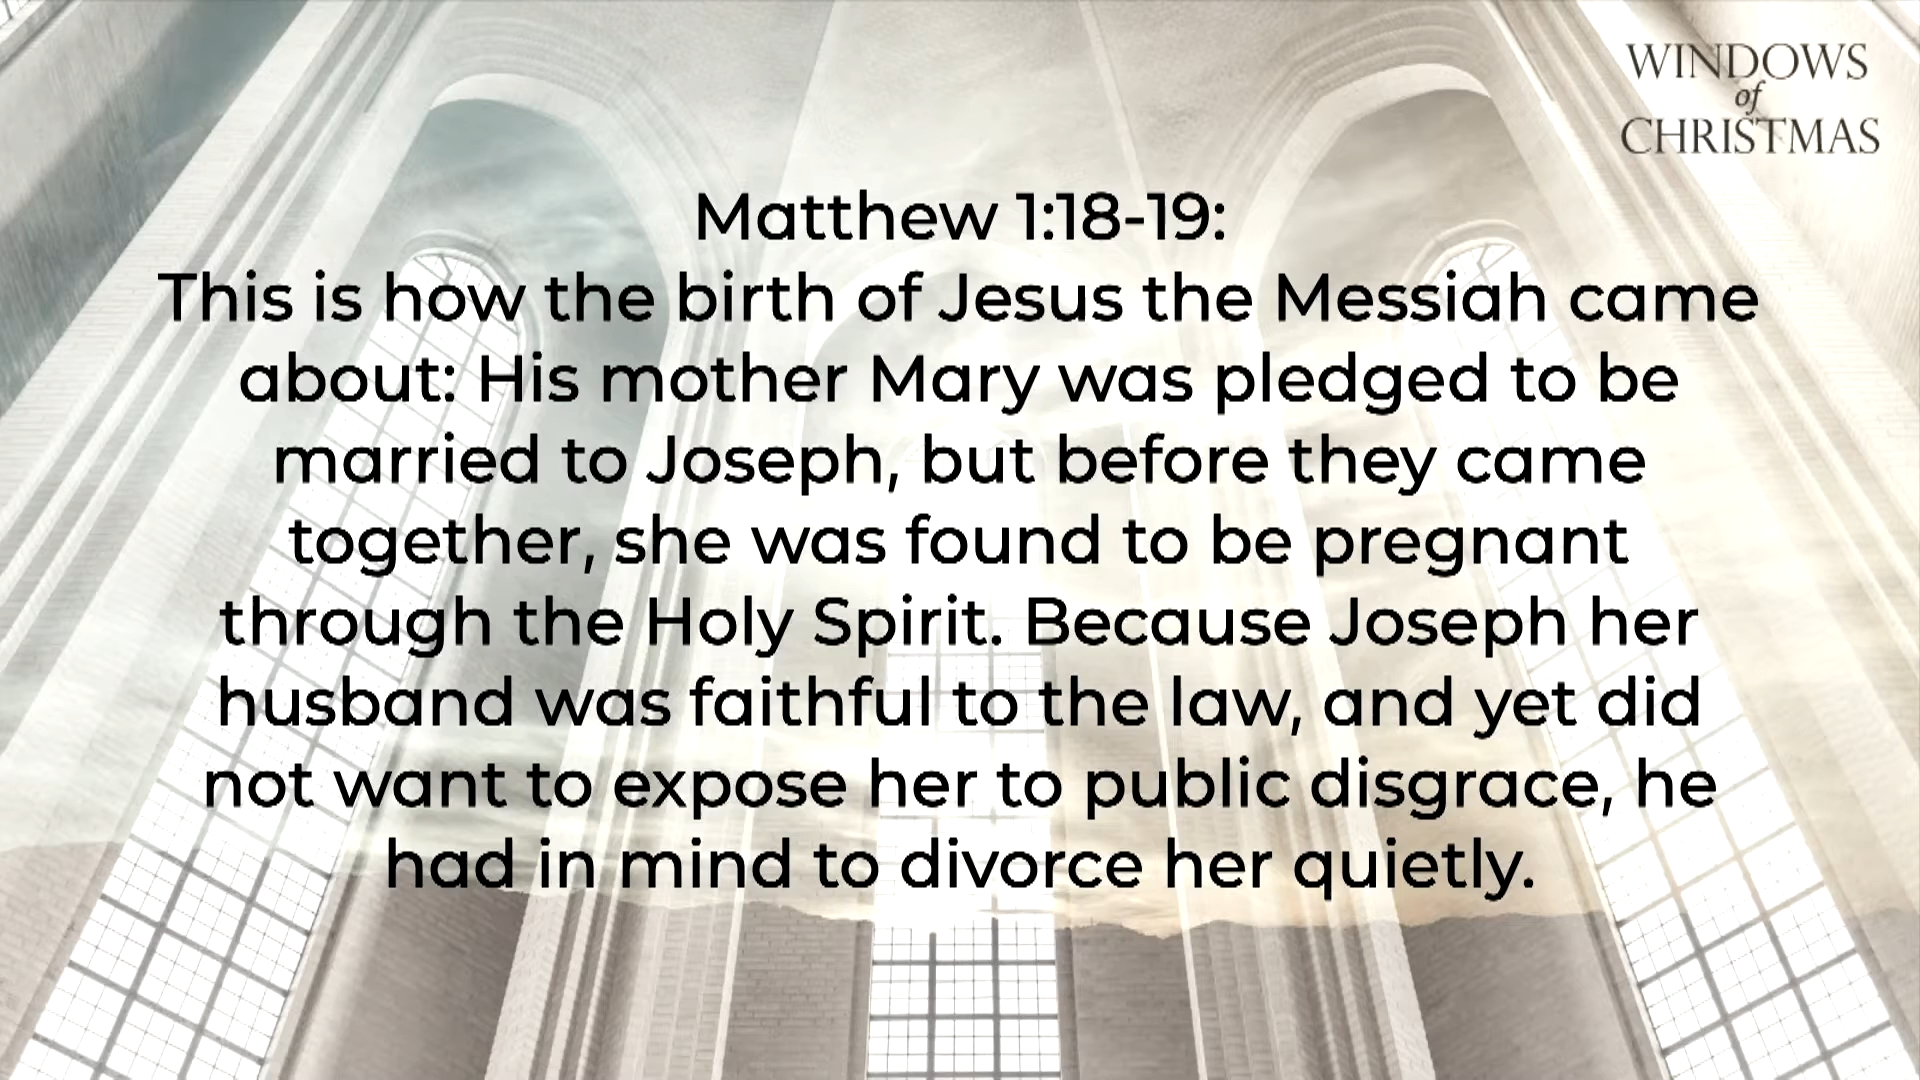 WINDOWS
of
CHRISTMAS
Matthew 1:18-19:
This is how the birth of Jesus the Messiah came
about: His mother Mary was pledged to be
married to Joseph, but before they came
together, she was found to be pregnant
through the Holy Spirit. Because Joseph her
husband was faithful to the law, and yet did
not want to expose her to public disgrace, he
had in mind to divorce her quietly.